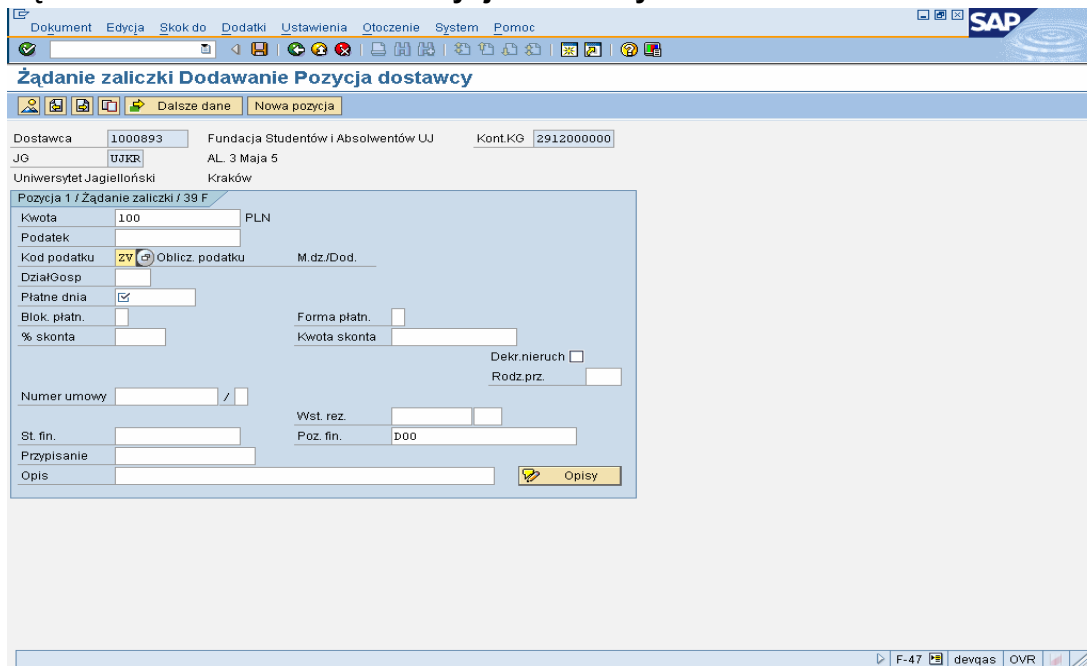 Dokument Edycja Skok do Dodatki Ustawienia Otoczenie System Pomoc
SAP
Żądanie zaliczki Dodawanie Pozycja dostawcy
Dalsze dane Nowa pozycja
Dostawca 1000893 Fundacja Studentów i Absolwentów UJ Kont.KG 2912000000
JG UJKR AL. 3 Maja 5
Uniwersytet Jagielloński Kraków
Pozycja 1 / Żądanie zaliczki / 39 F
Kwota 100 PLN
Podatek
Kod podatku ZV Oblicz. podatku M.dz./Dod.
DziałGosp
Płatne dnia
Blok. płatn. Forma płatn.
% skonta Kwota skonta
Dekr.nieruch
Rodz.prz.
Numer umowy /
Wst. rez.
St. fin. Poz. fin. D00
Przypisanie
Opis Opisy
F-47 devqas OVR